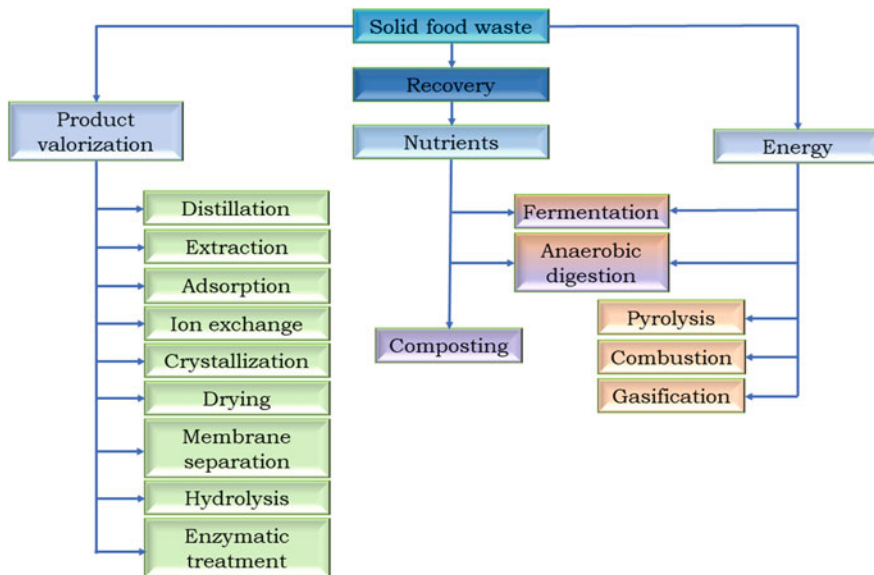 Solid food waste
Recovery
Product
valorization
Nutrients
Energy
Distillation
Extraction
Adsorption
Ion exchange
Crystallization
Drying
Membrane
separation
Hydrolysis
Enzymatic
treatment
Fermentation
Anaerobic
digestion
Composting
Pyrolysis
Combustion
Gasification